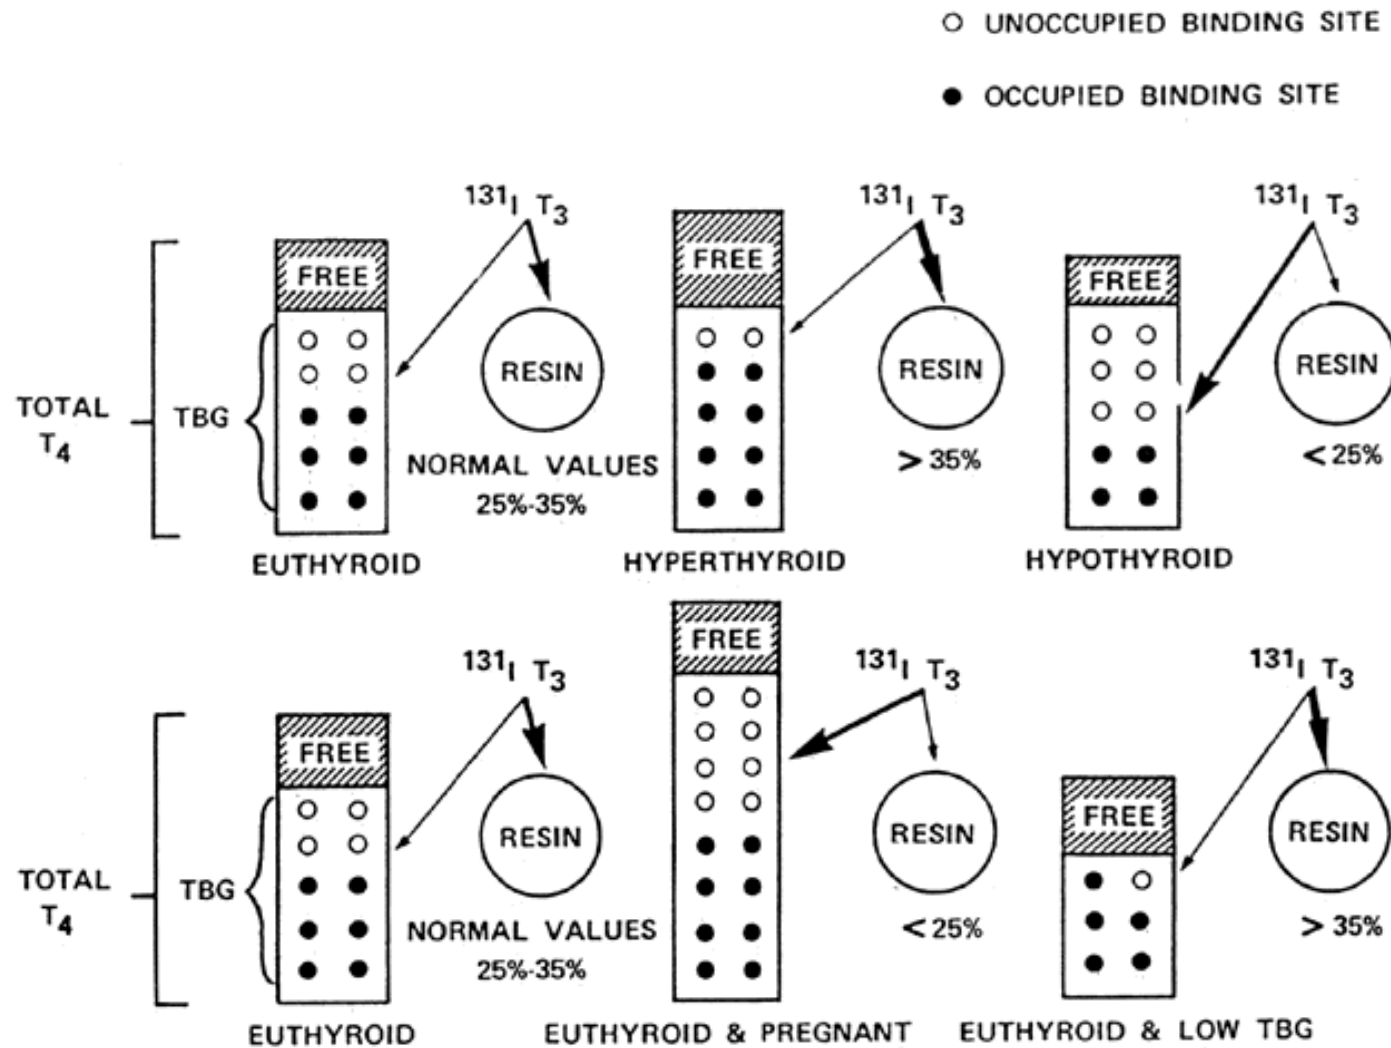 ○ UNOCCUPIED BINDING SITE
● OCCUPIED BINDING SITE
131I T3
131I T3
131I T3
FREE
FREE
FREE
RESIN
RESIN
RESIN
TOTAL
T4
TBG
NORMAL VALUES
25%-35%
> 35%
< 25%
EUTHYROID
HYPERTHYROID
HYPOTHYROID
131I T3
131I T3
131I T3
FREE
FREE
FREE
RESIN
RESIN
RESIN
TOTAL
T4
TBG
NORMAL VALUES
25%-35%
< 25%
> 35%
EUTHYROID
EUTHYROID & PREGNANT
EUTHYROID & LOW TBG